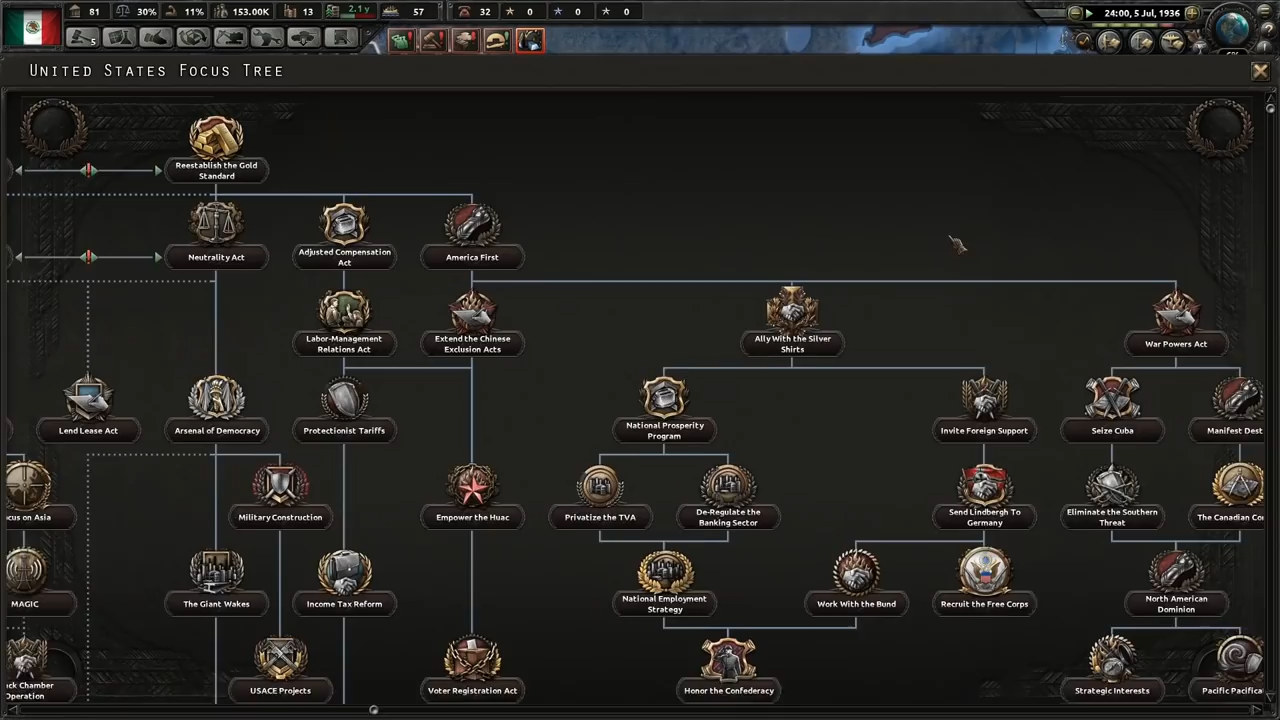 81 30% 11% 153.00K 13 2.1 y 57 32 0 0 0 24:00, 5 Jul, 1936
5
United States Focus Tree
Reestablish the Gold
Standard
Neutrality Act
Adjusted Compensation
Act
America First
Labor-Management
Relations Act
Extend the Chinese
Exclusion Acts
Ally With the Silver
Shirts
War Powers Act
Lend Lease Act
Arsenal of Democracy
Protectionist Tariffs
National Prosperity
Program
Invite Foreign Support
Seize Cuba
Manifest Dest
ocus on Asia
Military Construction
Empower the Huac
Privatize the TVA
De-Regulate the
Banking Sector
Send Lindbergh To
Germany
Eliminate the Southern
Threat
The Canadian Co
MAGIC
The Giant Wakes
Income Tax Reform
National Employment
Strategy
Work With the Bund
Recruit the Free Corps
North American
Dominion
ack Chamber
Operation
USACE Projects
Voter Registration Act
Honor the Confederacy
Strategic Interests
Pacific Pacifica